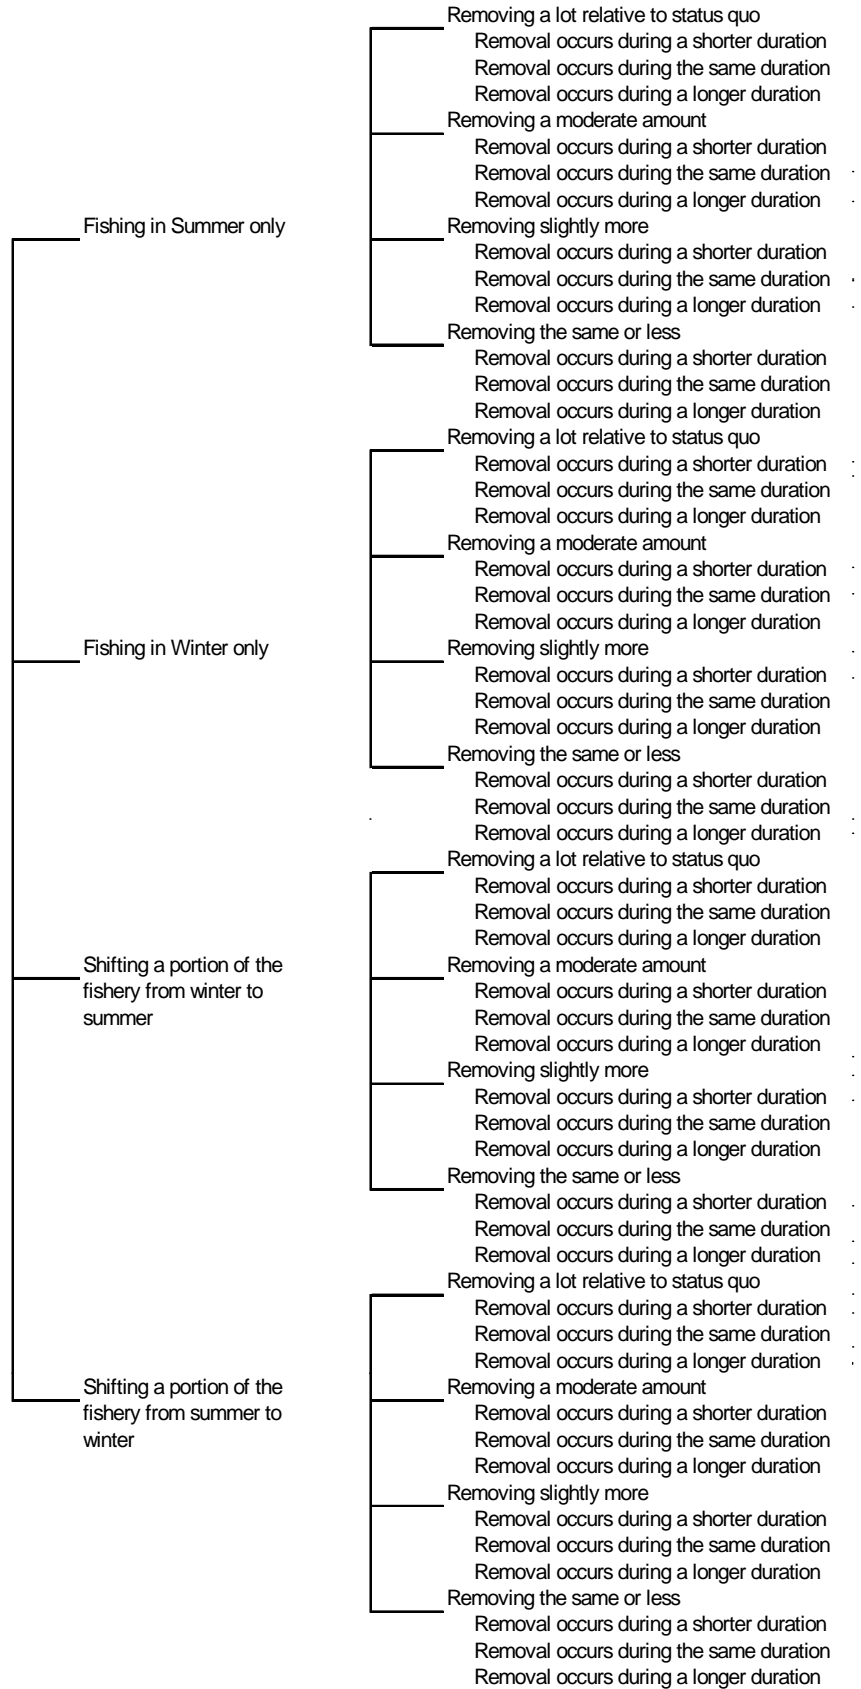 Removing a lot relative to status quo
Removal occurs during a shorter duration
Removal occurs during the same duration
Removal occurs during a longer duration
Removing a moderate amount
Removal occurs during a shorter duration
Removal occurs during the same duration
Removal occurs during a longer duration
Fishing in Summer only
Removing slightly more
Removal occurs during a shorter duration
Removal occurs during the same duration
Removal occurs during a longer duration
Removing the same or less
Removal occurs during a shorter duration
Removal occurs during the same duration
Removal occurs during a longer duration
Removing a lot relative to status quo
Removal occurs during a shorter duration
Removal occurs during the same duration
Removal occurs during a longer duration
Removing a moderate amount
Removal occurs during a shorter duration
Removal occurs during the same duration
Removal occurs during a longer duration
Fishing in Winter only
Removing slightly more
Removal occurs during a shorter duration
Removal occurs during the same duration
Removal occurs during a longer duration
Removing the same or less
Removal occurs during a shorter duration
Removal occurs during the same duration
Removal occurs during a longer duration
Removing a lot relative to status quo
Removal occurs during a shorter duration
Removal occurs during the same duration
Removal occurs during a longer duration
Shifting a portion of the
fishery from winter to
summer
Removing a moderate amount
Removal occurs during a shorter duration
Removal occurs during the same duration
Removal occurs during a longer duration
Removing slightly more
Removal occurs during a shorter duration
Removal occurs during the same duration
Removal occurs during a longer duration
Removing the same or less
Removal occurs during a shorter duration
Removal occurs during the same duration
Removal occurs during a longer duration
Removing a lot relative to status quo
Removal occurs during a shorter duration
Removal occurs during the same duration
Removal occurs during a longer duration
Shifting a portion of the
fishery from summer to
winter
Removing a moderate amount
Removal occurs during a shorter duration
Removal occurs during the same duration
Removal occurs during a longer duration
Removing slightly more
Removal occurs during a shorter duration
Removal occurs during the same duration
Removal occurs during a longer duration
Removing the same or less
Removal occurs during a shorter duration
Removal occurs during the same duration
Removal occurs during a longer duration